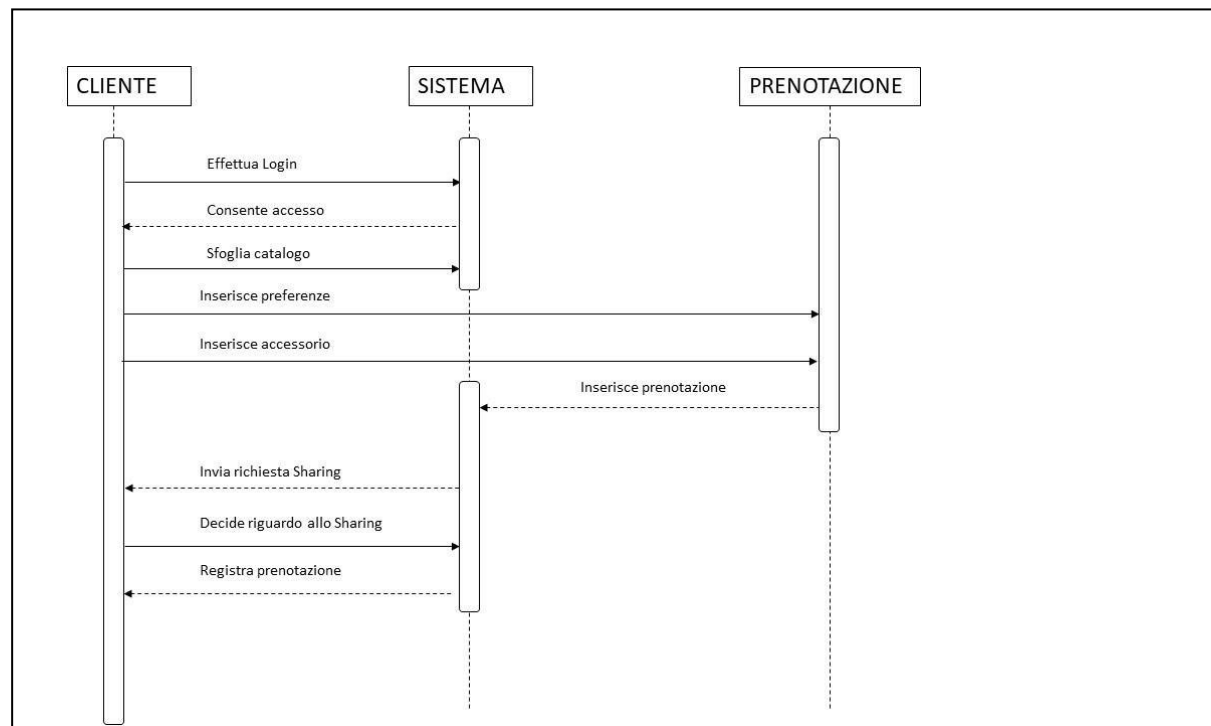 CLIENTE
SISTEMA
PRENOTAZIONE
Effettua Login
Consente accesso
Sfoglia catalogo
Inserisce preferenze
Inserisce accessorio
Inserisce prenotazione
Invia richiesta Sharing
Decide riguardo allo Sharing
Registra prenotazione